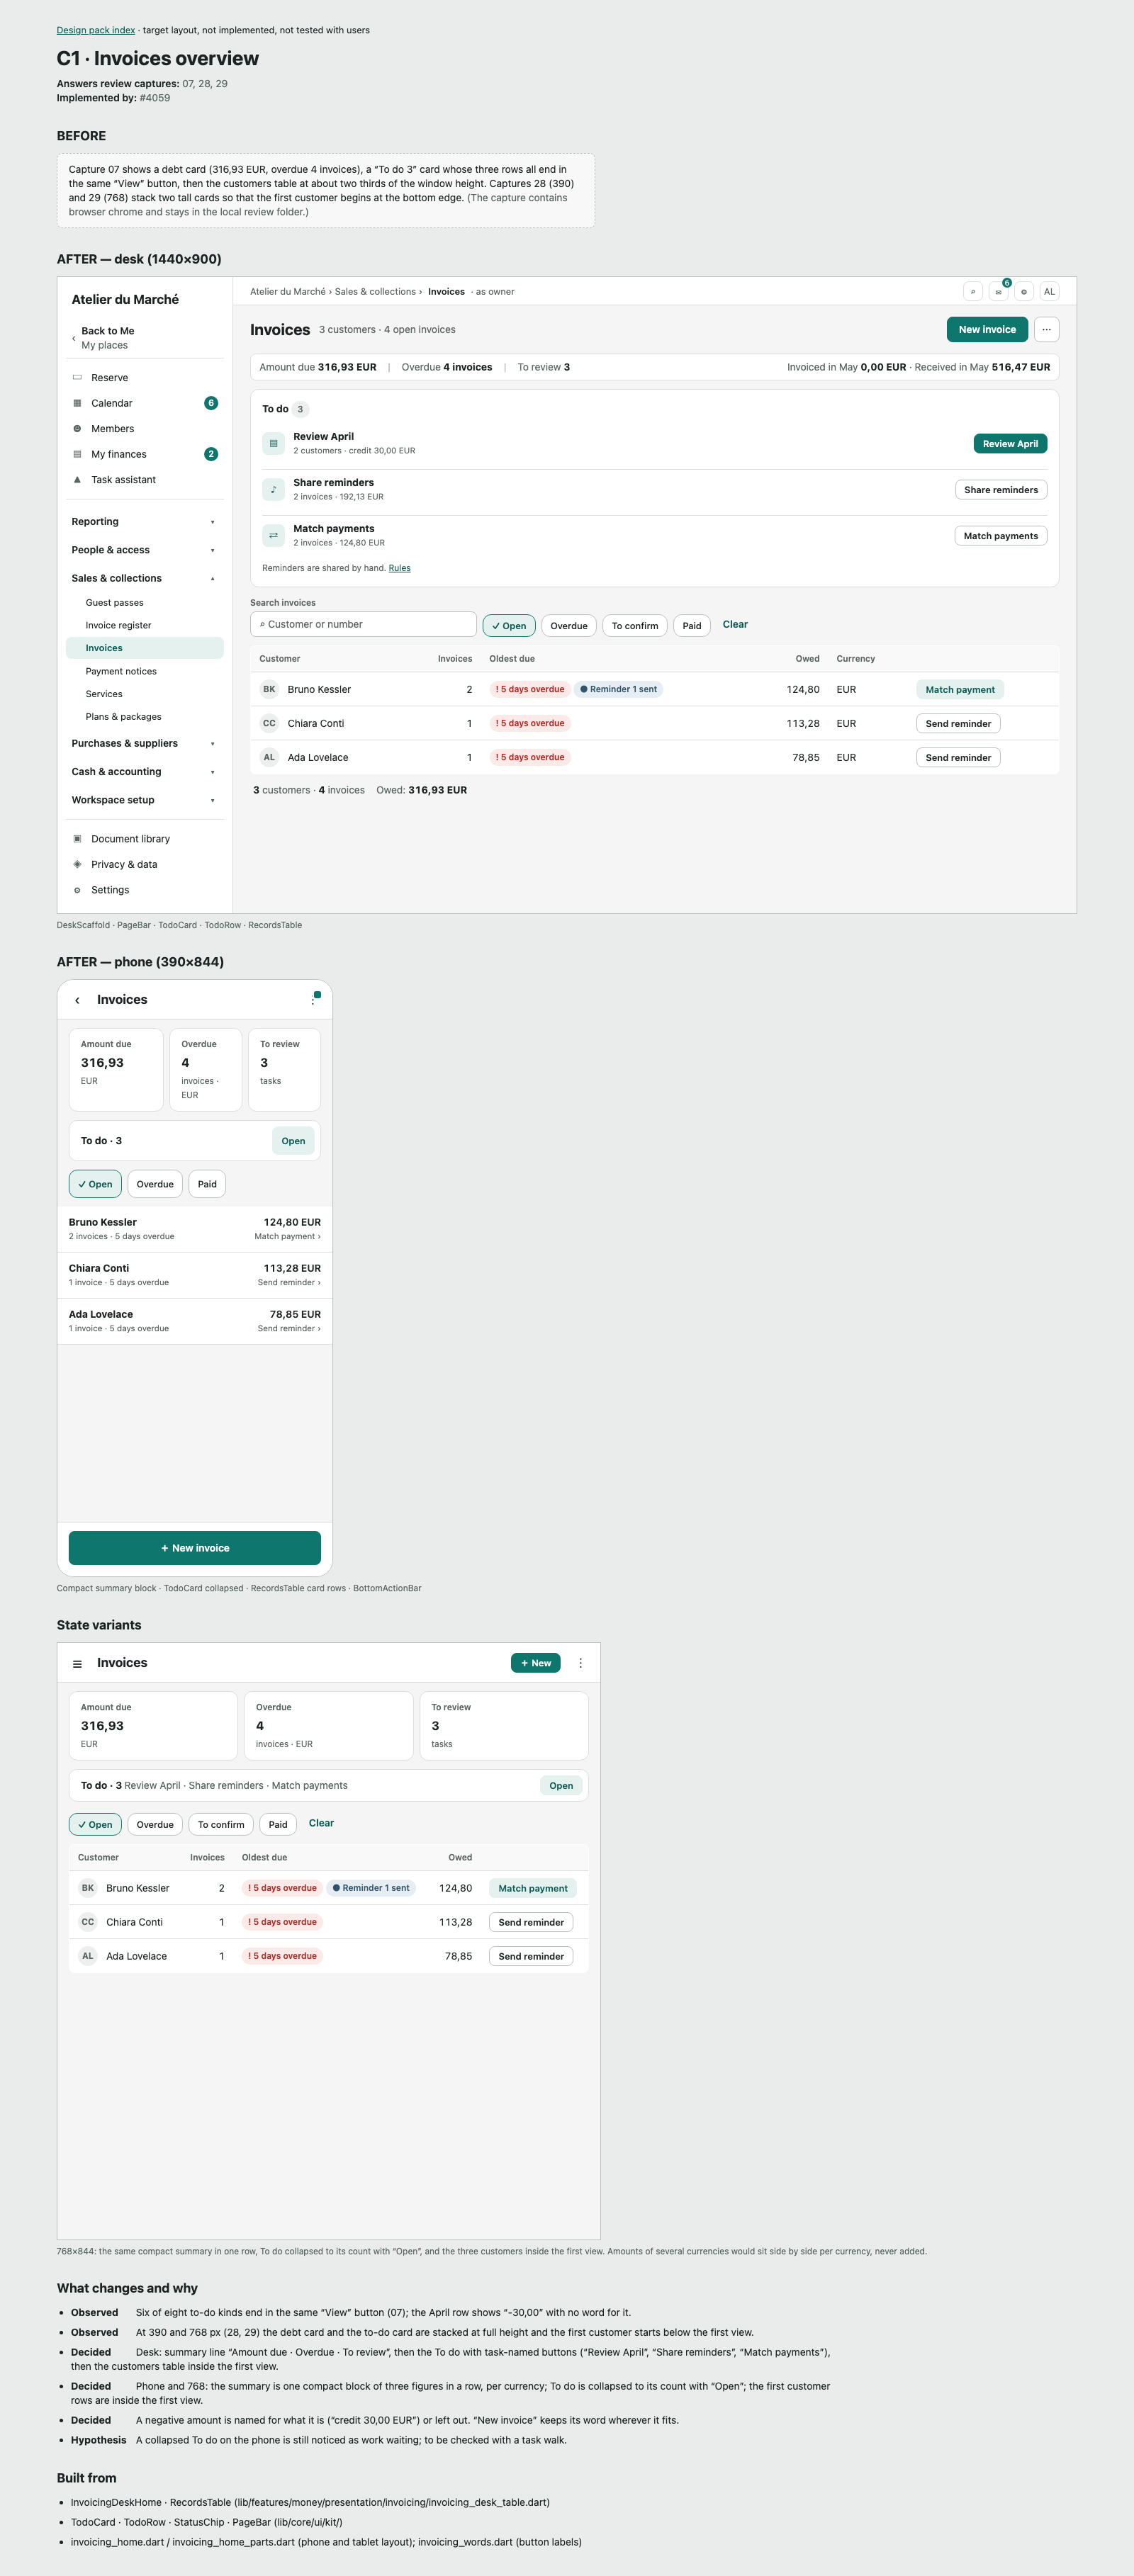 Design pack index · target layout, not implemented, not tested with users
C1 · Invoices overview
Answers review captures: 07, 28, 29
Implemented by: #4059
BEFORE
Capture 07 shows a debt card (316,93 EUR, overdue 4 invoices), a “To do 3” card whose three rows all end in
the same “View” button, then the customers table at about two thirds of the window height. Captures 28 (390)
and 29 (768) stack two tall cards so that the first customer begins at the bottom edge. (The capture contains
browser chrome and stays in the local review folder.)
AFTER — desk (1440×900)
Atelier du Marché
‹ Back to Me
My places
Reserve
Calendar 6
Members
My finances 2
Task assistant
Reporting
People & access
Sales & collections
Guest passes
Invoice register
Invoices
Payment notices
Services
Plans & packages
Purchases & suppliers
Cash & accounting
Workspace setup
Document library
Privacy & data
Settings
Atelier du Marché › Sales & collections › Invoices · as owner
6 AL
Invoices 3 customers · 4 open invoices New invoice ···
Amount due 316,93 EUR | Overdue 4 invoices | To review 3 Invoiced in May 0,00 EUR · Received in May 516,47 EUR
To do 3
Review April
2 customers · credit 30,00 EUR
Review April
Share reminders
2 invoices · 192,13 EUR
Share reminders
Match payments
2 invoices · 124,80 EUR
Match payments
Reminders are shared by hand. Rules
Search invoices
Customer or number ✓ Open Overdue To confirm Paid Clear
Customer Invoices Oldest due Owed Currency
BK Bruno Kessler 2 ! 5 days overdue Reminder 1 sent 124,80 EUR Match payment
CC Chiara Conti 1 ! 5 days overdue 113,28 EUR Send reminder
AL Ada Lovelace 1 ! 5 days overdue 78,85 EUR Send reminder
3 customers · 4 invoices Owed: 316,93 EUR
DeskScaffold · PageBar · TodoCard · TodoRow · RecordsTable
AFTER — phone (390×844)
‹ Invoices
Amount due Overdue To review
316,93 4 3
EUR invoices · tasks
EUR
To do · 3 Open
✓ Open Overdue Paid
Bruno Kessler 124,80 EUR
2 invoices · 5 days overdue Match payment ›
Chiara Conti 113,28 EUR
1 invoice · 5 days overdue Send reminder ›
Ada Lovelace 78,85 EUR
1 invoice · 5 days overdue Send reminder ›
+ New invoice
Compact summary block · TodoCard collapsed · RecordsTable card rows · BottomActionBar
State variants
Invoices + New
Amount due Overdue To review
316,93 4 3
EUR invoices · EUR tasks
To do · 3 Review April · Share reminders · Match payments Open
✓ Open Overdue To confirm Paid Clear
Customer Invoices Oldest due Owed
BK Bruno Kessler 2 ! 5 days overdue Reminder 1 sent 124,80 Match payment
CC Chiara Conti 1 ! 5 days overdue 113,28 Send reminder
AL Ada Lovelace 1 ! 5 days overdue 78,85 Send reminder
768×844: the same compact summary in one row, To do collapsed to its count with “Open”, and the three customers inside the first view. Amounts of several currencies would sit side by side per currency, never added.
What changes and why
• Observed Six of eight to-do kinds end in the same “View” button (07); the April row shows “-30,00” with no word for it.
• Observed At 390 and 768 px (28, 29) the debt card and the to-do card are stacked at full height and the first customer starts below the first view.
• Decided Desk: summary line “Amount due · Overdue · To review”, then the To do with task-named buttons (“Review April”, “Share reminders”, “Match payments”),
then the customers table inside the first view.
• Decided Phone and 768: the summary is one compact block of three figures in a row, per currency; To do is collapsed to its count with “Open”; the first customer
rows are inside the first view.
• Decided A negative amount is named for what it is (“credit 30,00 EUR”) or left out. “New invoice” keeps its word wherever it fits.
• Hypothesis A collapsed To do on the phone is still noticed as work waiting; to be checked with a task walk.
Built from
• InvoicingDeskHome · RecordsTable (lib/features/money/presentation/invoicing/invoicing_desk_table.dart)
• TodoCard · TodoRow · StatusChip · PageBar (lib/core/ui/kit/)
• invoicing_home.dart / invoicing_home_parts.dart (phone and tablet layout); invoicing_words.dart (button labels)